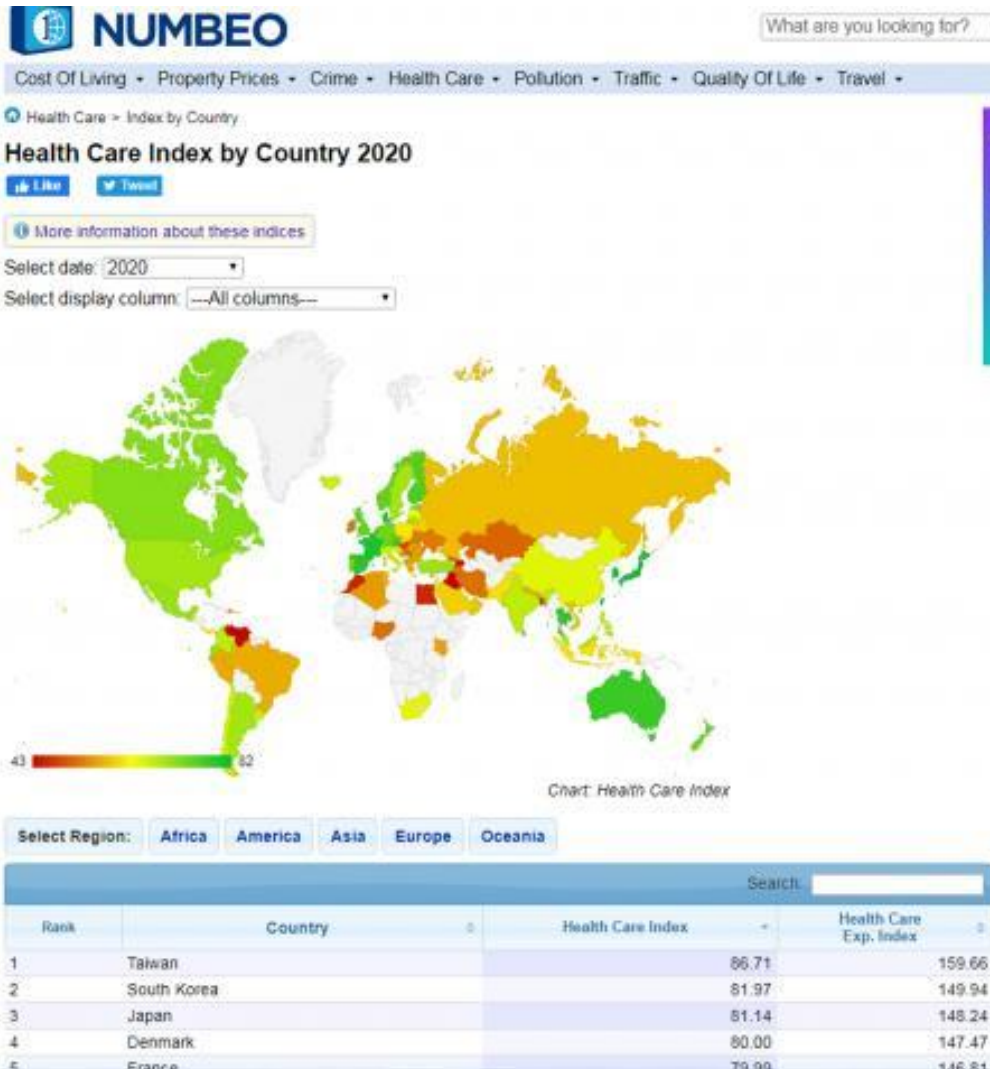 NUMBEO
What are you looking for?
Cost Of Living Property Prices Crime Health Care Pollution Traffic Quality Of Life Travel
Health Care > Index by Country
Health Care Index by Country 2020
Like Tweet
More information about these indices
Select date: 2020
Select display column: ---All columns---
43 82
Chart: Health Care Index
Select Region: Africa America Asia Europe Oceania
Search:
Rank Country Health Care Index Health Care Exp. Index
1 Taiwan 86.71 159.66
2 South Korea 81.97 149.94
3 Japan 81.14 148.24
4 Denmark 80.00 147.47
5 France 79.99 146.81